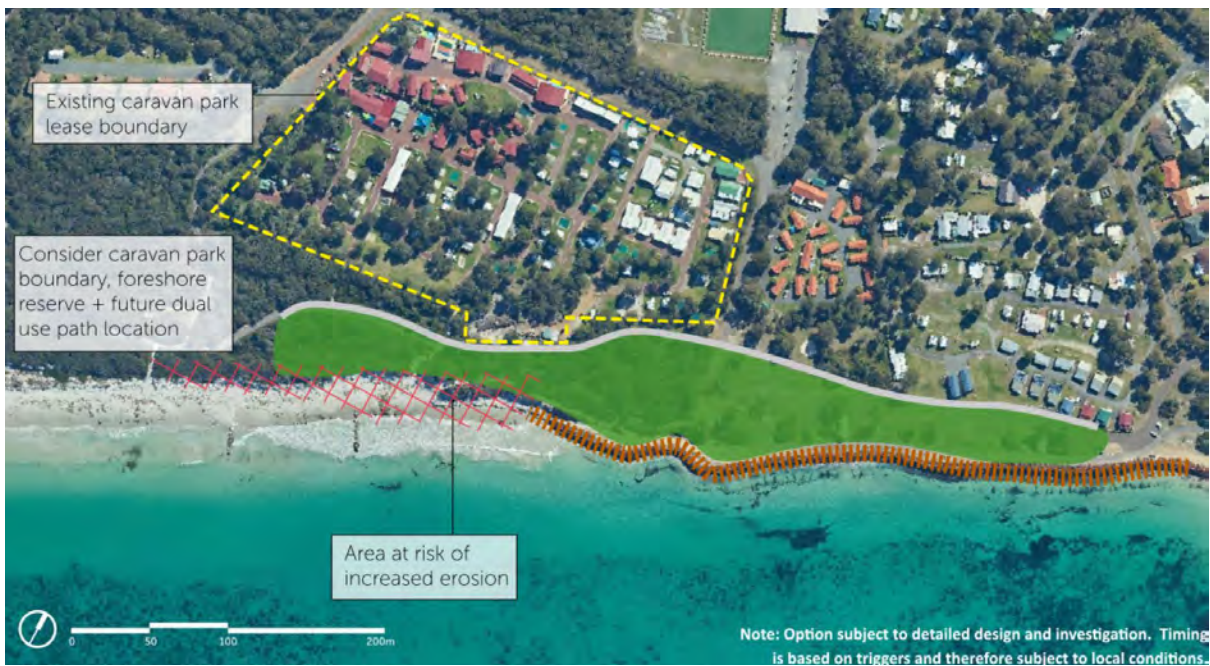 Existing caravan park
lease boundary
Consider caravan park
boundary, foreshore
reserve + future dual
use path location
Area at risk of
increased erosion
0
50
100
200m
Note: Option subject to detailed design and investigation. Timing
is based on triggers and therefore subject to local conditions.